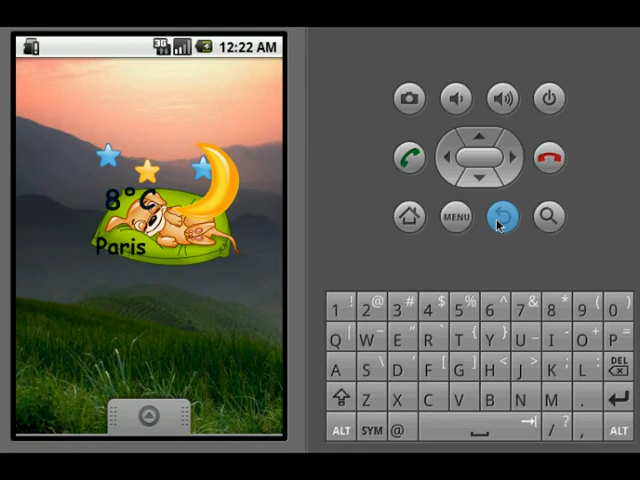 3G
12:22 AM
8°C
Paris
MENU
1 ! 2 @ 3 # 4 $ 5 % 6 ^ 7 & 8 * 9 ( 0 )
Q | W ~ E " R ` T { Y } U _ I - O + P =
A S \ D ' F [ G ] H < J > K ; L : DEL
Z X C V B N M .
ALT SYM @ / ? , ALT